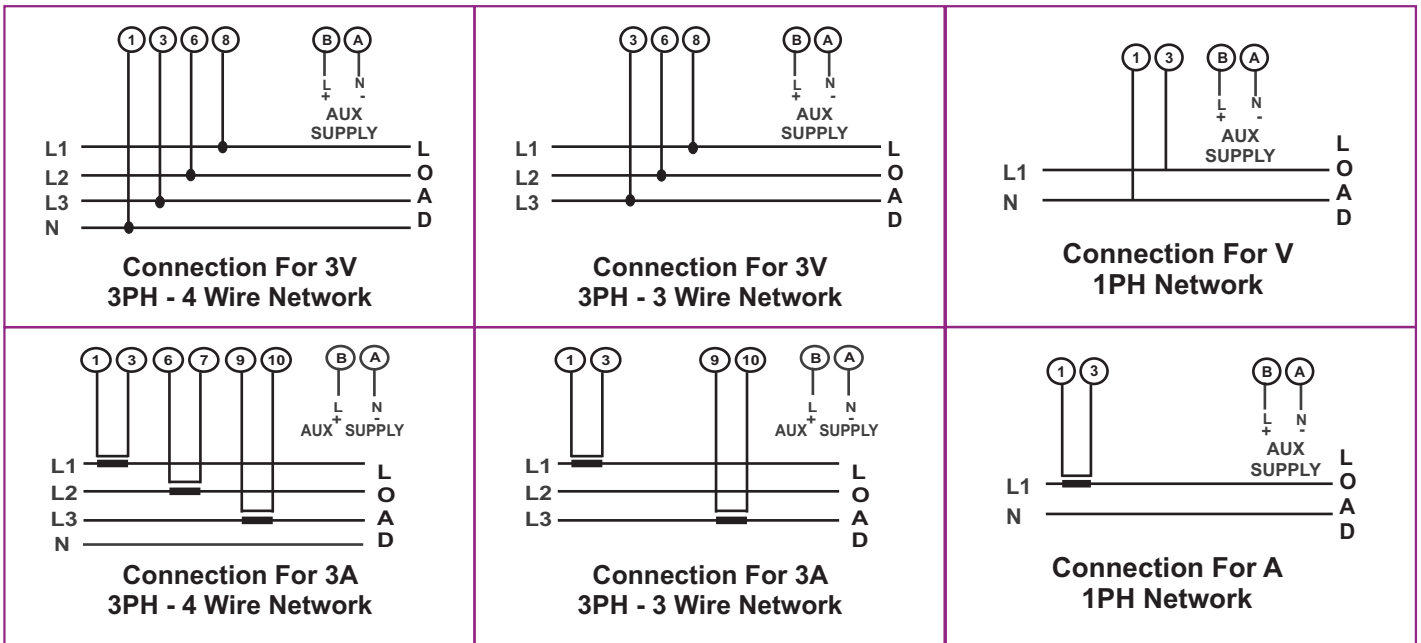 1 3 6 8 B A
L N
+ -
AUX
SUPPLY
L1 L
L2 O
L3 A
N D
Connection For 3V
3PH - 4 Wire Network
3 6 8 B A
L N
+ -
AUX
SUPPLY
L1 L
L2 O
L3 A
D
Connection For 3V
3PH - 3 Wire Network
1 3 B A
L N
+ -
AUX
SUPPLY
L
L1 O
N A
D
Connection For V
1PH Network
1 3 6 7 9 10 B A
L N
+ -
AUX SUPPLY
L1 L
L2 O
L3 A
N D
Connection For 3A
3PH - 4 Wire Network
1 3 9 10 B A
L N
+ -
AUX SUPPLY
L1 L
L2 O
L3 A
D
Connection For 3A
3PH - 3 Wire Network
1 3 B A
L N
+ -
AUX
SUPPLY
L
L1 O
N A
D
Connection For A
1PH Network